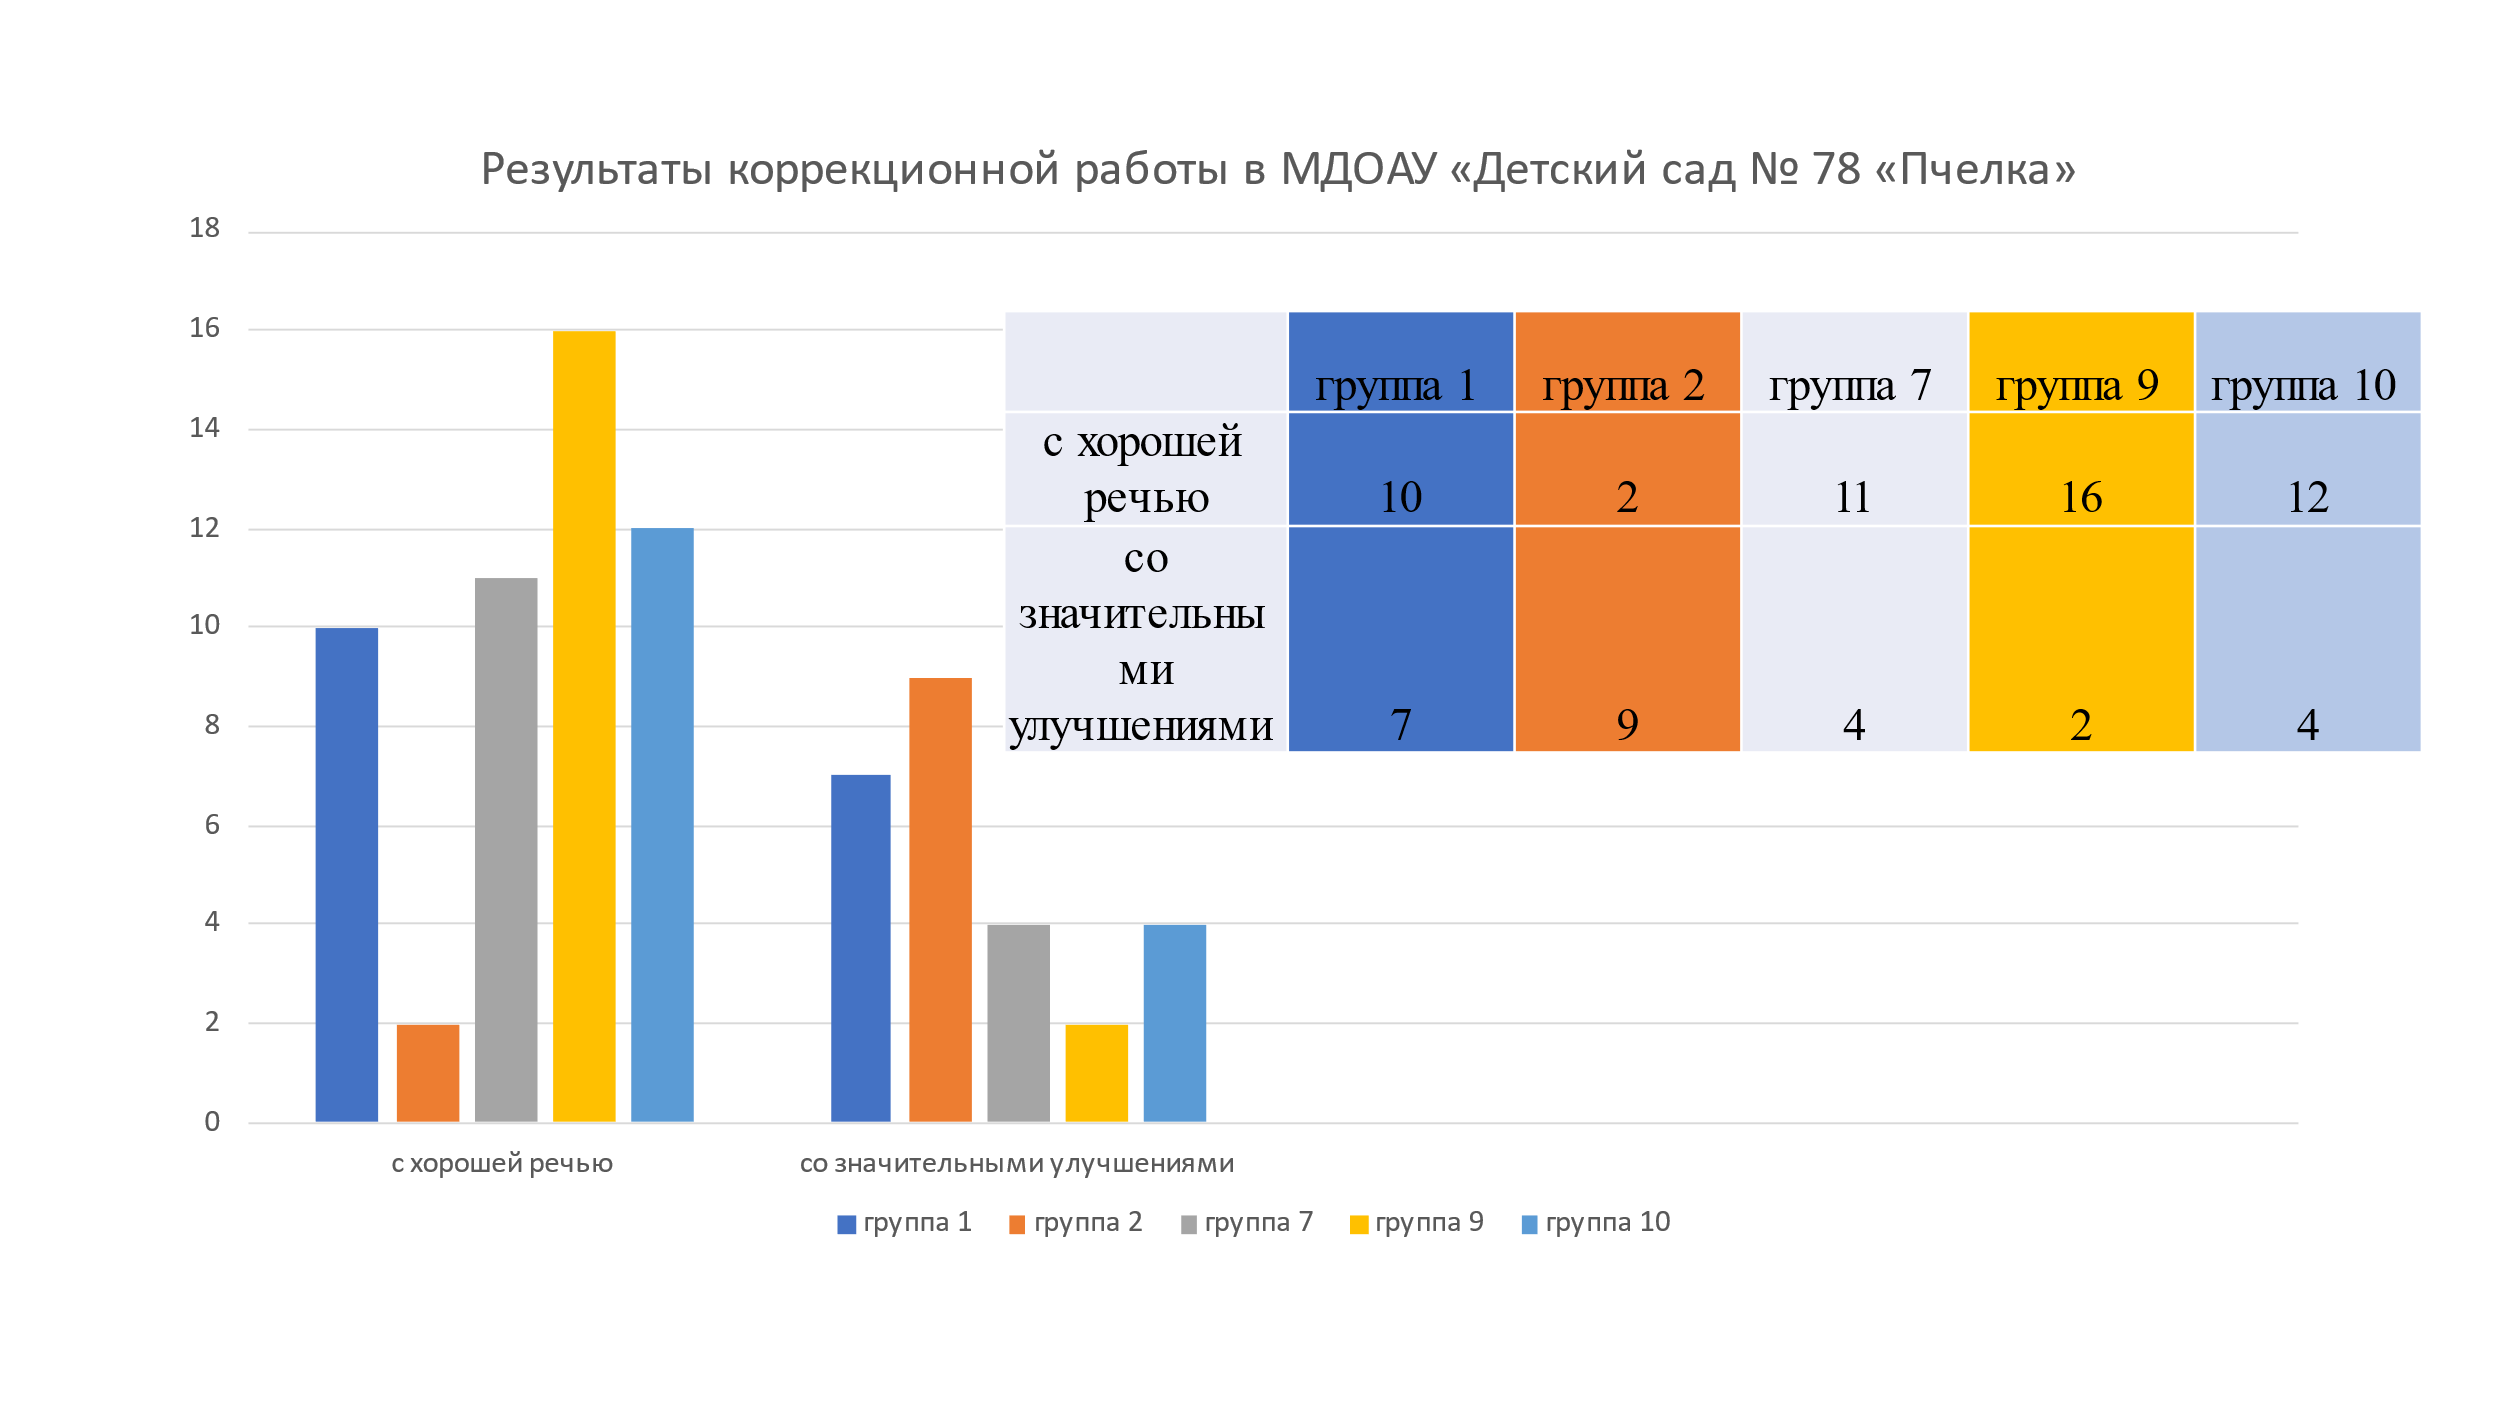 Результаты коррекционной работы в МДОАУ «Детский сад № 78 «Пчелка»
18
16
14
12
10
8
6
4
2
0
группа 1 группа 2 группа 7 группа 9 группа 10
с хорошей
речью 10 2 11 16 12
со
значительны
ми
улучшениями 7 9 4 2 4
с хорошей речью со значительными улучшениями
группа 1 группа 2 группа 7 группа 9 группа 10